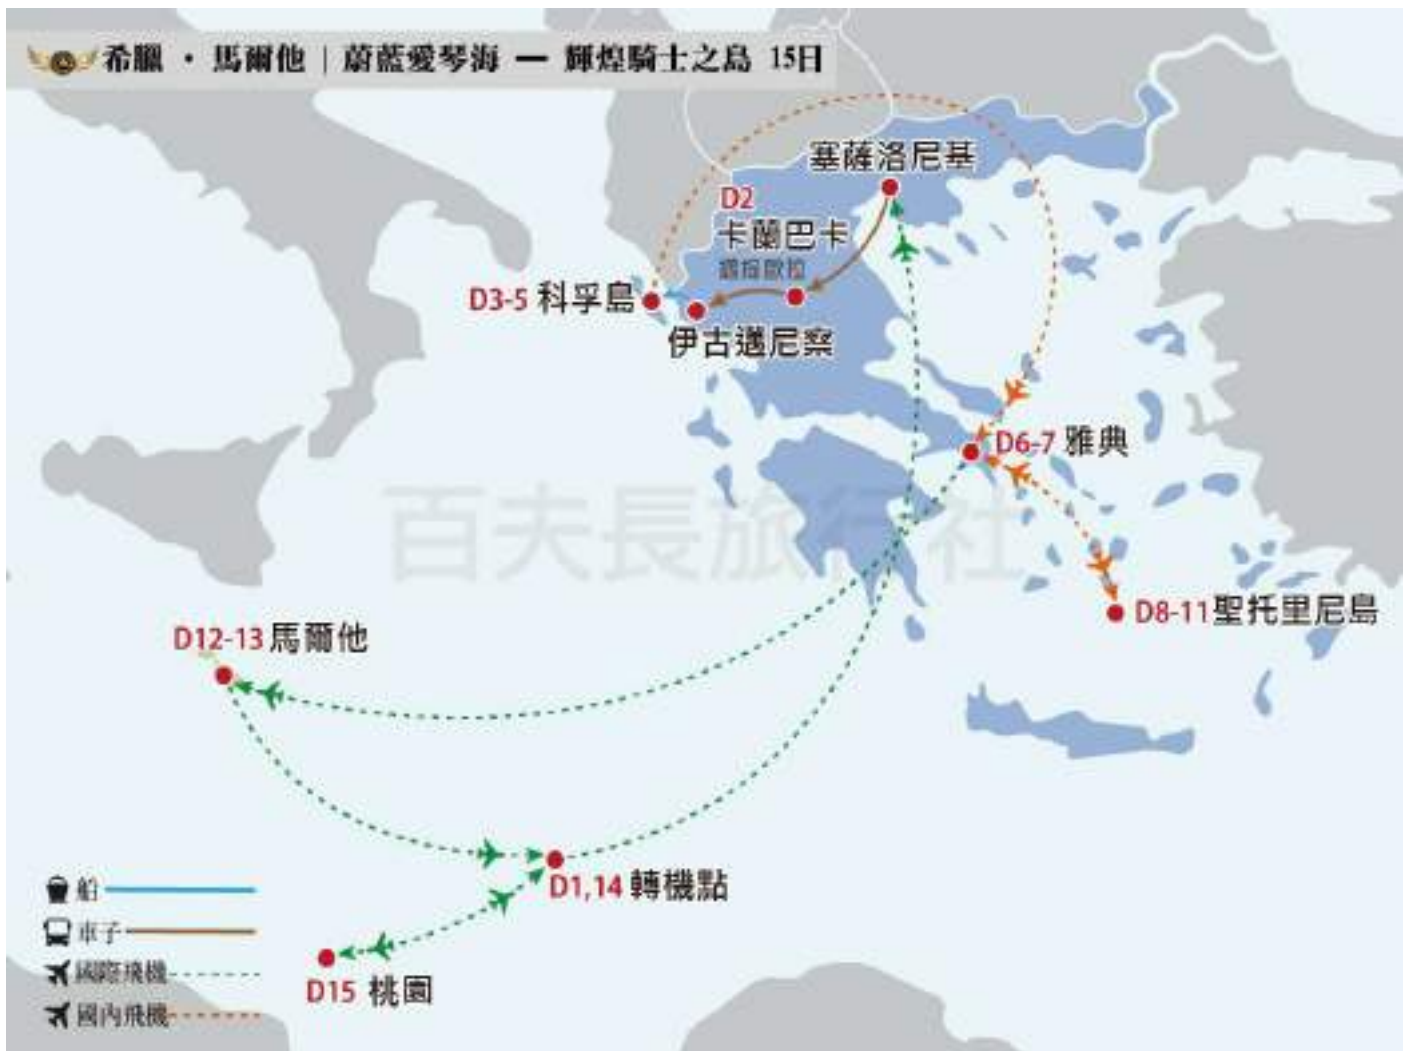 希臘 · 馬爾他 | 蔚藍愛琴海 — 輝煌騎士之島 15日
塞薩洛尼基
D2
卡蘭巴卡
D3-5 科孚島
伊古邁尼察
D6-7 雅典
百夫長旅行社
D8-11聖托里尼島
D12-13馬爾他
D1,14 轉機點
D15 桃園
船
車子
國際飛機
國內飛機